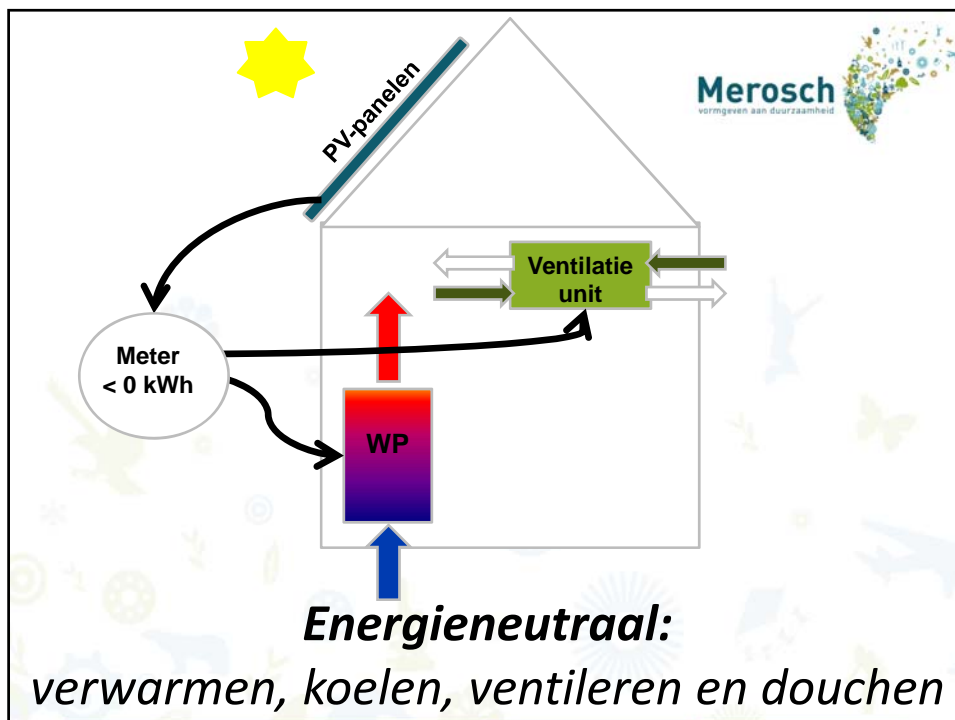 PV-panelen
Merosch
vormgeven aan duurzaamheid
Ventilatie
unit
Meter
< 0 kWh
WP
Energieneutraal:
verwarmen, koelen, ventileren en douchen